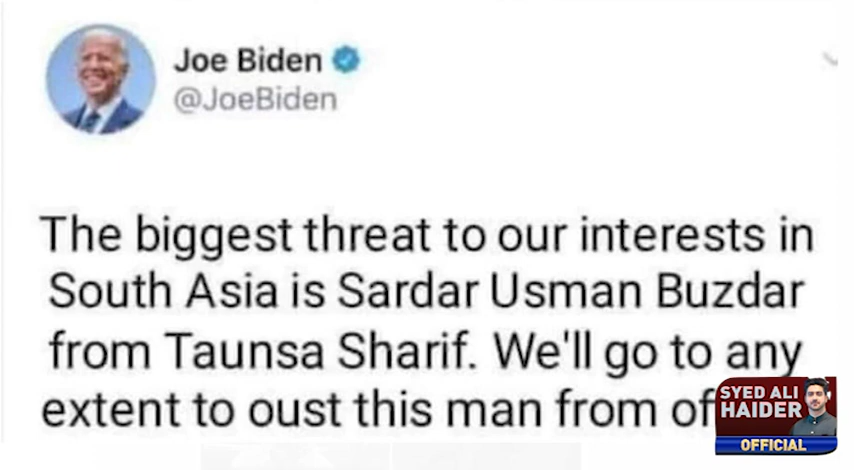 Joe Biden
@JoeBiden
The biggest threat to our interests in
South Asia is Sardar Usman Buzdar
from Taunsa Sharif. We'll go to any
extent to oust this man from
SYED ALI
HAIDER
OFFICIAL